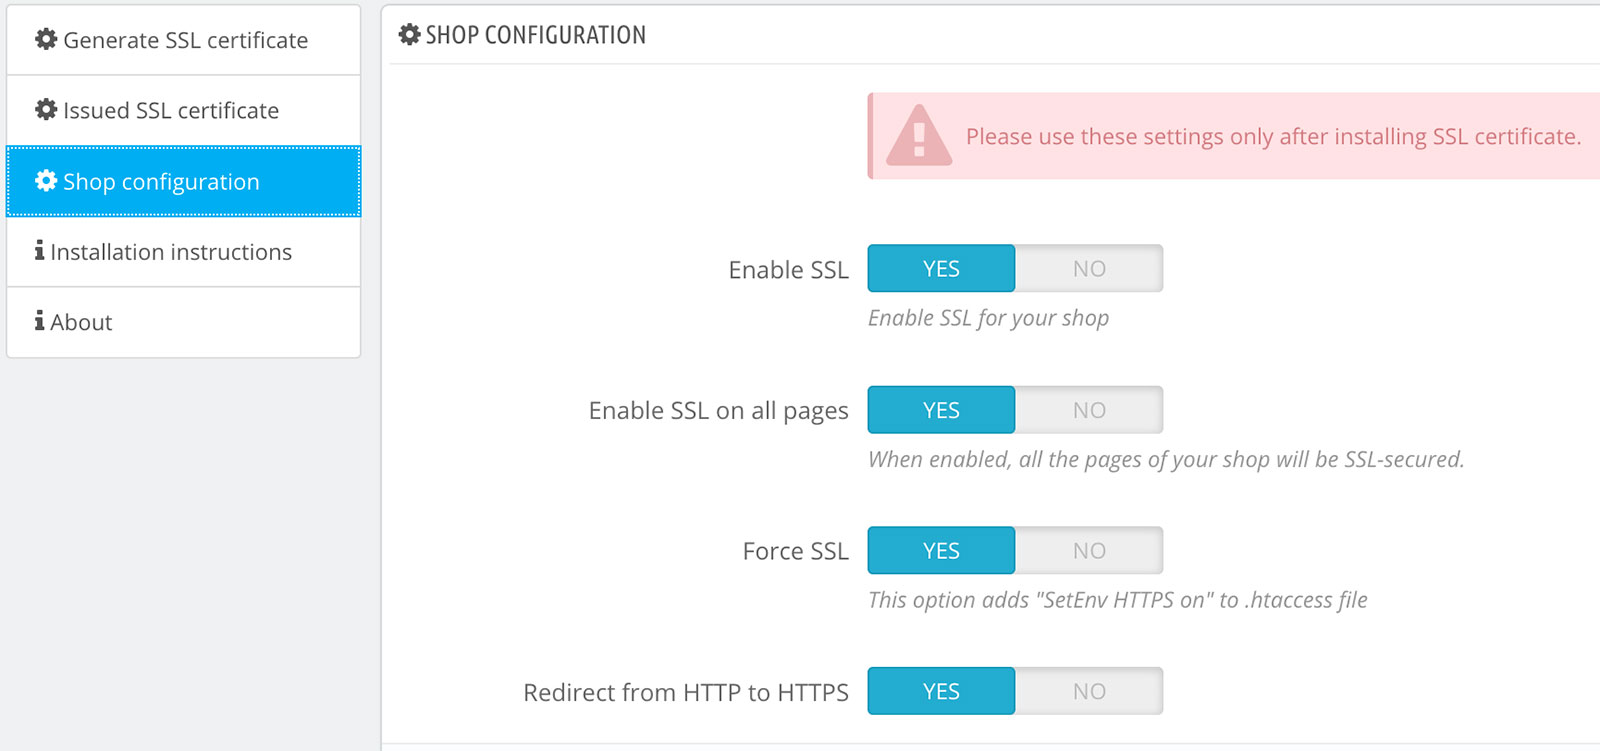 Generate SSL certificate
Issued SSL certificate
Shop configuration
Installation instructions
About
SHOP CONFIGURATION
Please use these settings only after installing SSL certificate.
Enable SSL YES NO
Enable SSL for your shop
Enable SSL on all pages YES NO
When enabled, all the pages of your shop will be SSL-secured.
Force SSL YES NO
This option adds "SetEnv HTTPS on" to .htaccess file
Redirect from HTTP to HTTPS YES NO